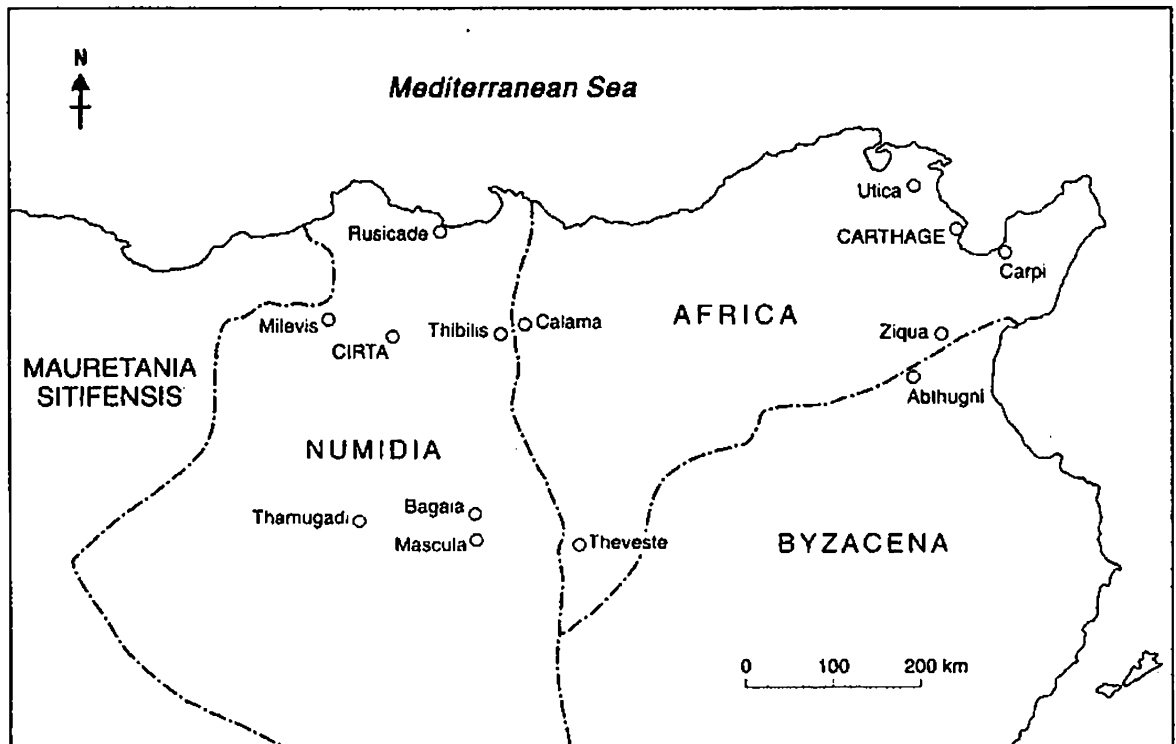 N
Mediterranean Sea
Utica
Rusicade
CARTHAGE
Carpi
Milevis
CIRTA
Thibilis
Calama
AFRICA
Ziqua
MAURETANIA
SITIFENSIS
Abthugni
NUMIDIA
Thamugadi
Bagaia
Mascula
Theveste
BYZACENA
0 100 200 km